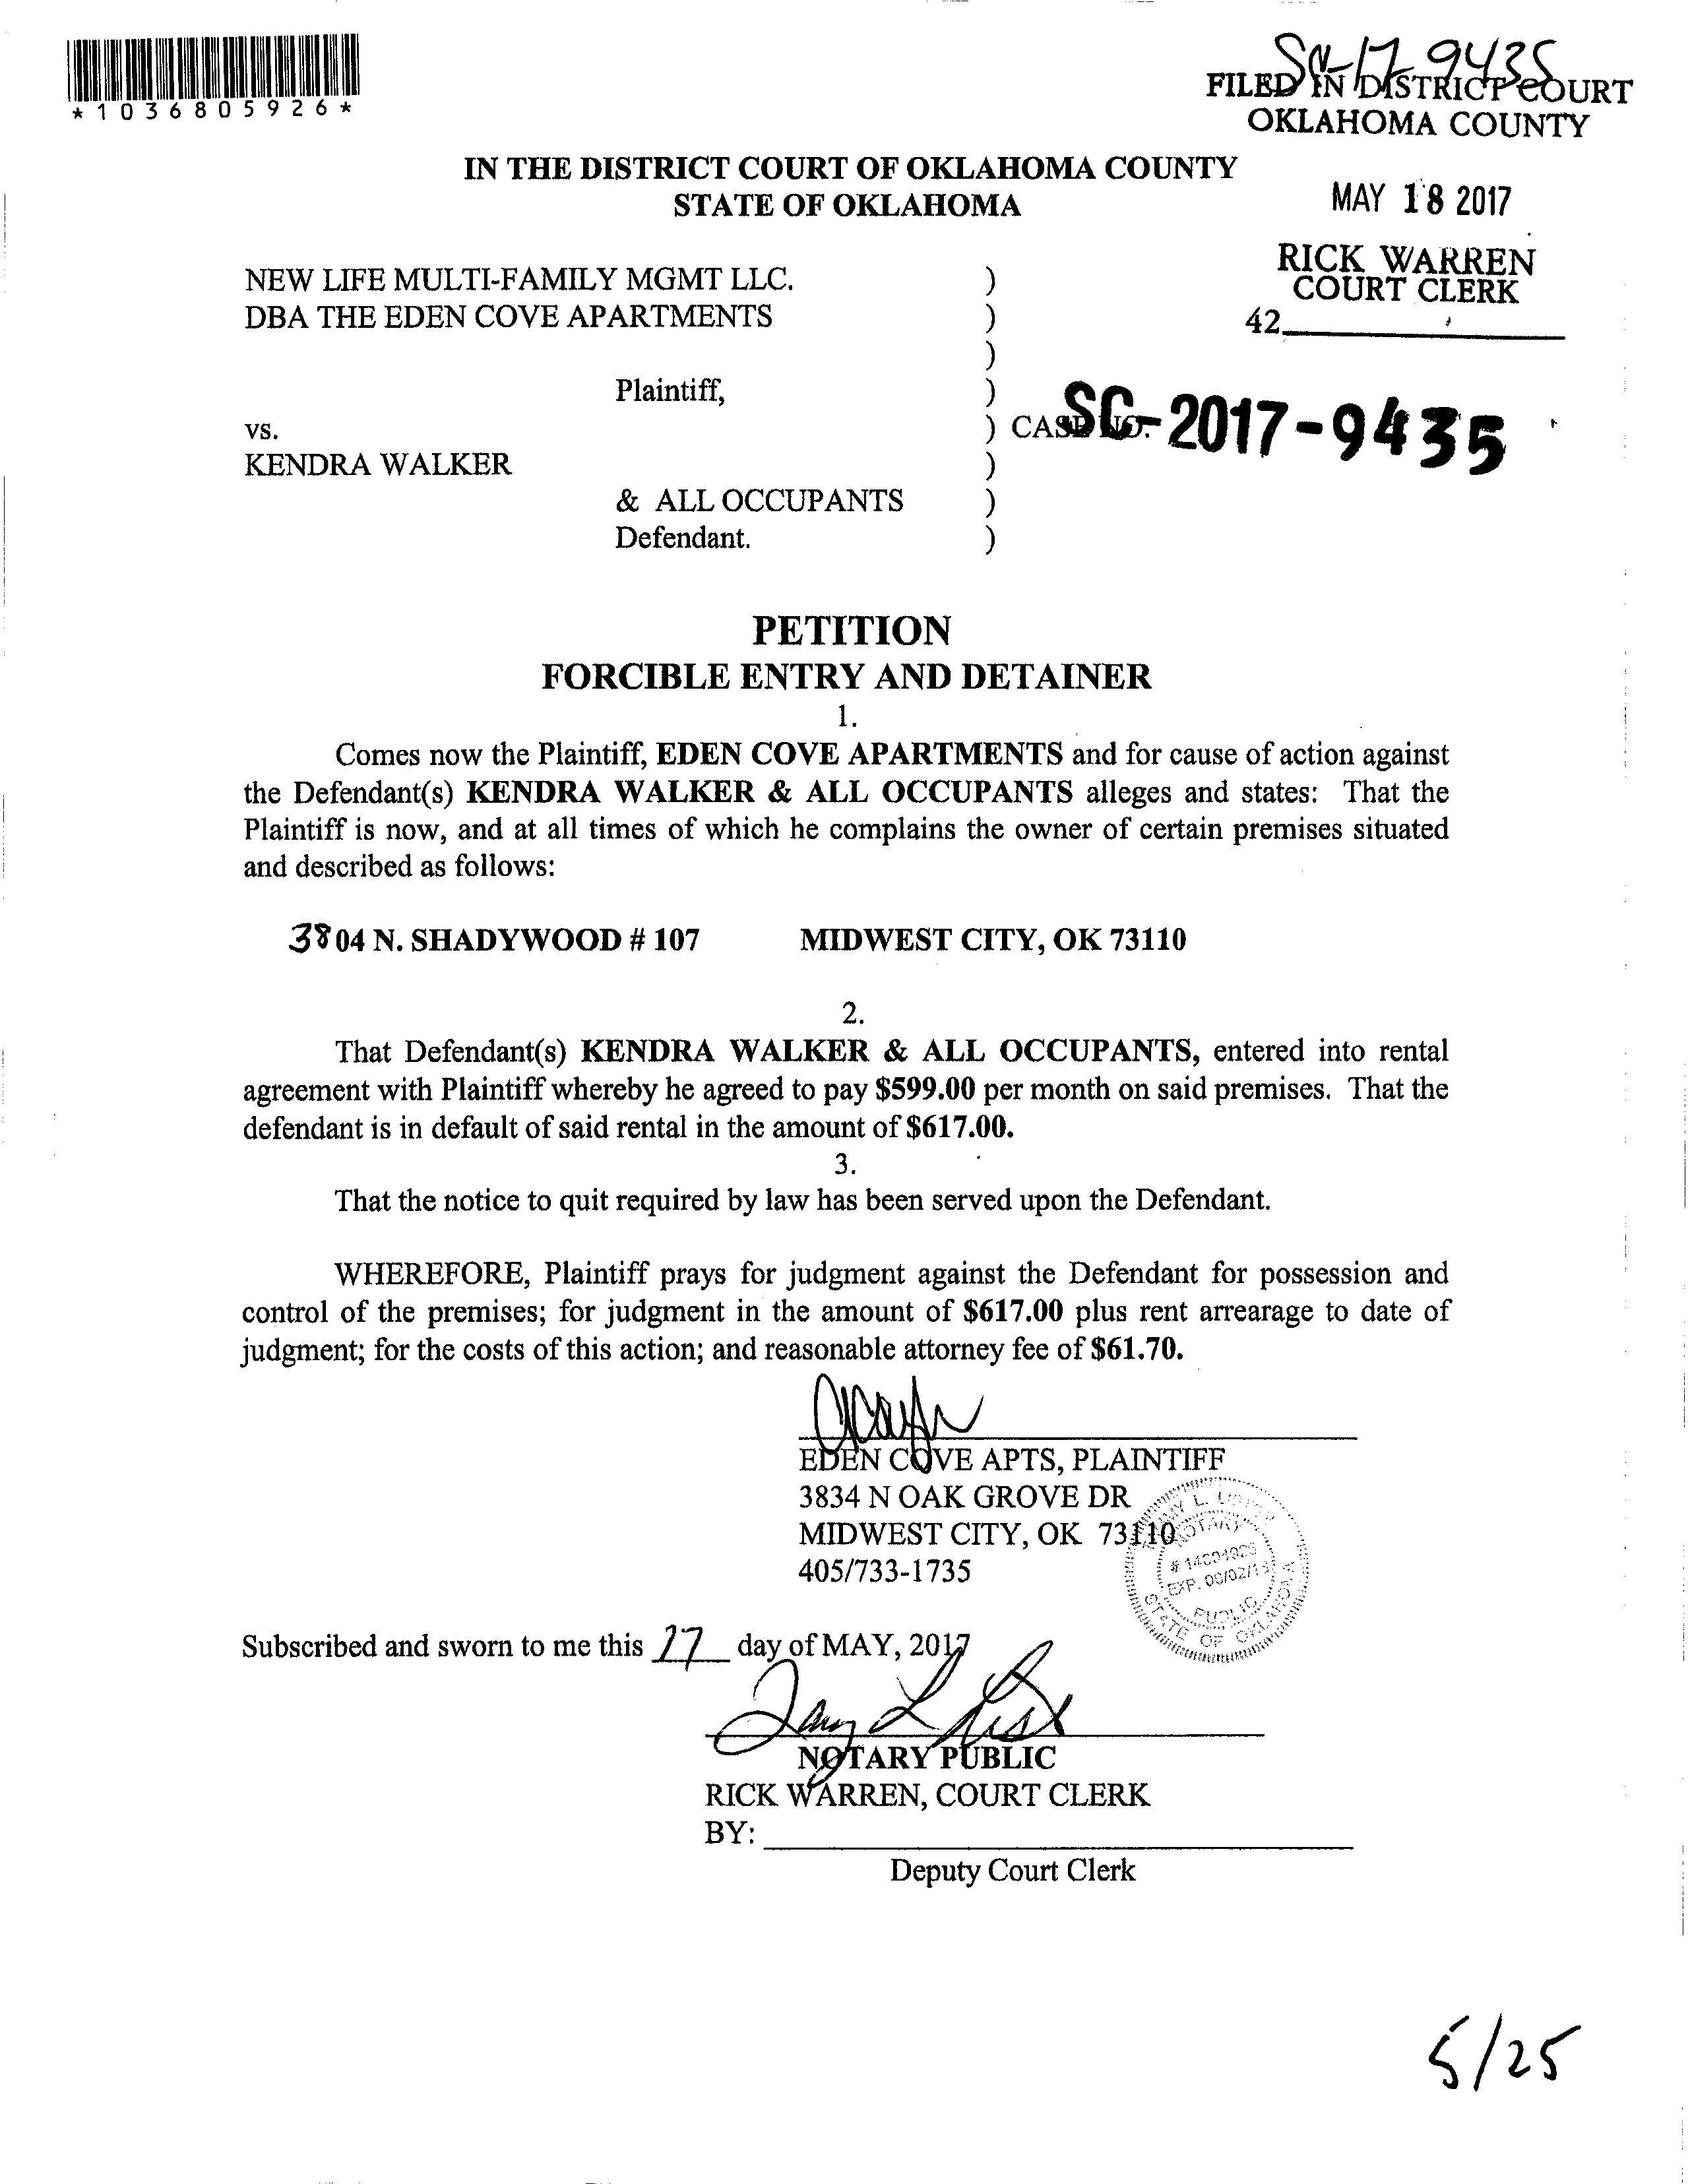 *1036805926*
SC-17-9435
FILED IN DISTRICT COURT
OKLAHOMA COUNTY
IN THE DISTRICT COURT OF OKLAHOMA COUNTY
STATE OF OKLAHOMA
MAY 18 2017
RICK WARREN
COURT CLERK
42
NEW LIFE MULTI-FAMILY MGMT LLC. )
DBA THE EDEN COVE APARTMENTS )
)
Plaintiff, )
vs. ) CASE NO. SC-2017-9435
KENDRA WALKER )
& ALL OCCUPANTS )
Defendant. )
PETITION
FORCIBLE ENTRY AND DETAINER
1.
Comes now the Plaintiff, EDEN COVE APARTMENTS and for cause of action against
the Defendant(s) KENDRA WALKER & ALL OCCUPANTS alleges and states: That the
Plaintiff is now, and at all times of which he complains the owner of certain premises situated
and described as follows:
3804 N. SHADYWOOD # 107 MIDWEST CITY, OK 73110
2.
That Defendant(s) KENDRA WALKER & ALL OCCUPANTS, entered into rental
agreement with Plaintiff whereby he agreed to pay $599.00 per month on said premises. That the
defendant is in default of said rental in the amount of $617.00.
3.
That the notice to quit required by law has been served upon the Defendant.
WHEREFORE, Plaintiff prays for judgment against the Defendant for possession and
control of the premises; for judgment in the amount of $617.00 plus rent arrearage to date of
judgment; for the costs of this action; and reasonable attorney fee of $61.70.
EDEN COVE APTS, PLAINTIFF
3834 N OAK GROVE DR
MIDWEST CITY, OK 73110
405/733-1735
L.
NOTARY
PUBLIC
STATE OF OKLAHOMA
Subscribed and sworn to me this 17 day of MAY, 2017
NOTARY PUBLIC
RICK WARREN, COURT CLERK
BY:
Deputy Court Clerk
5/25